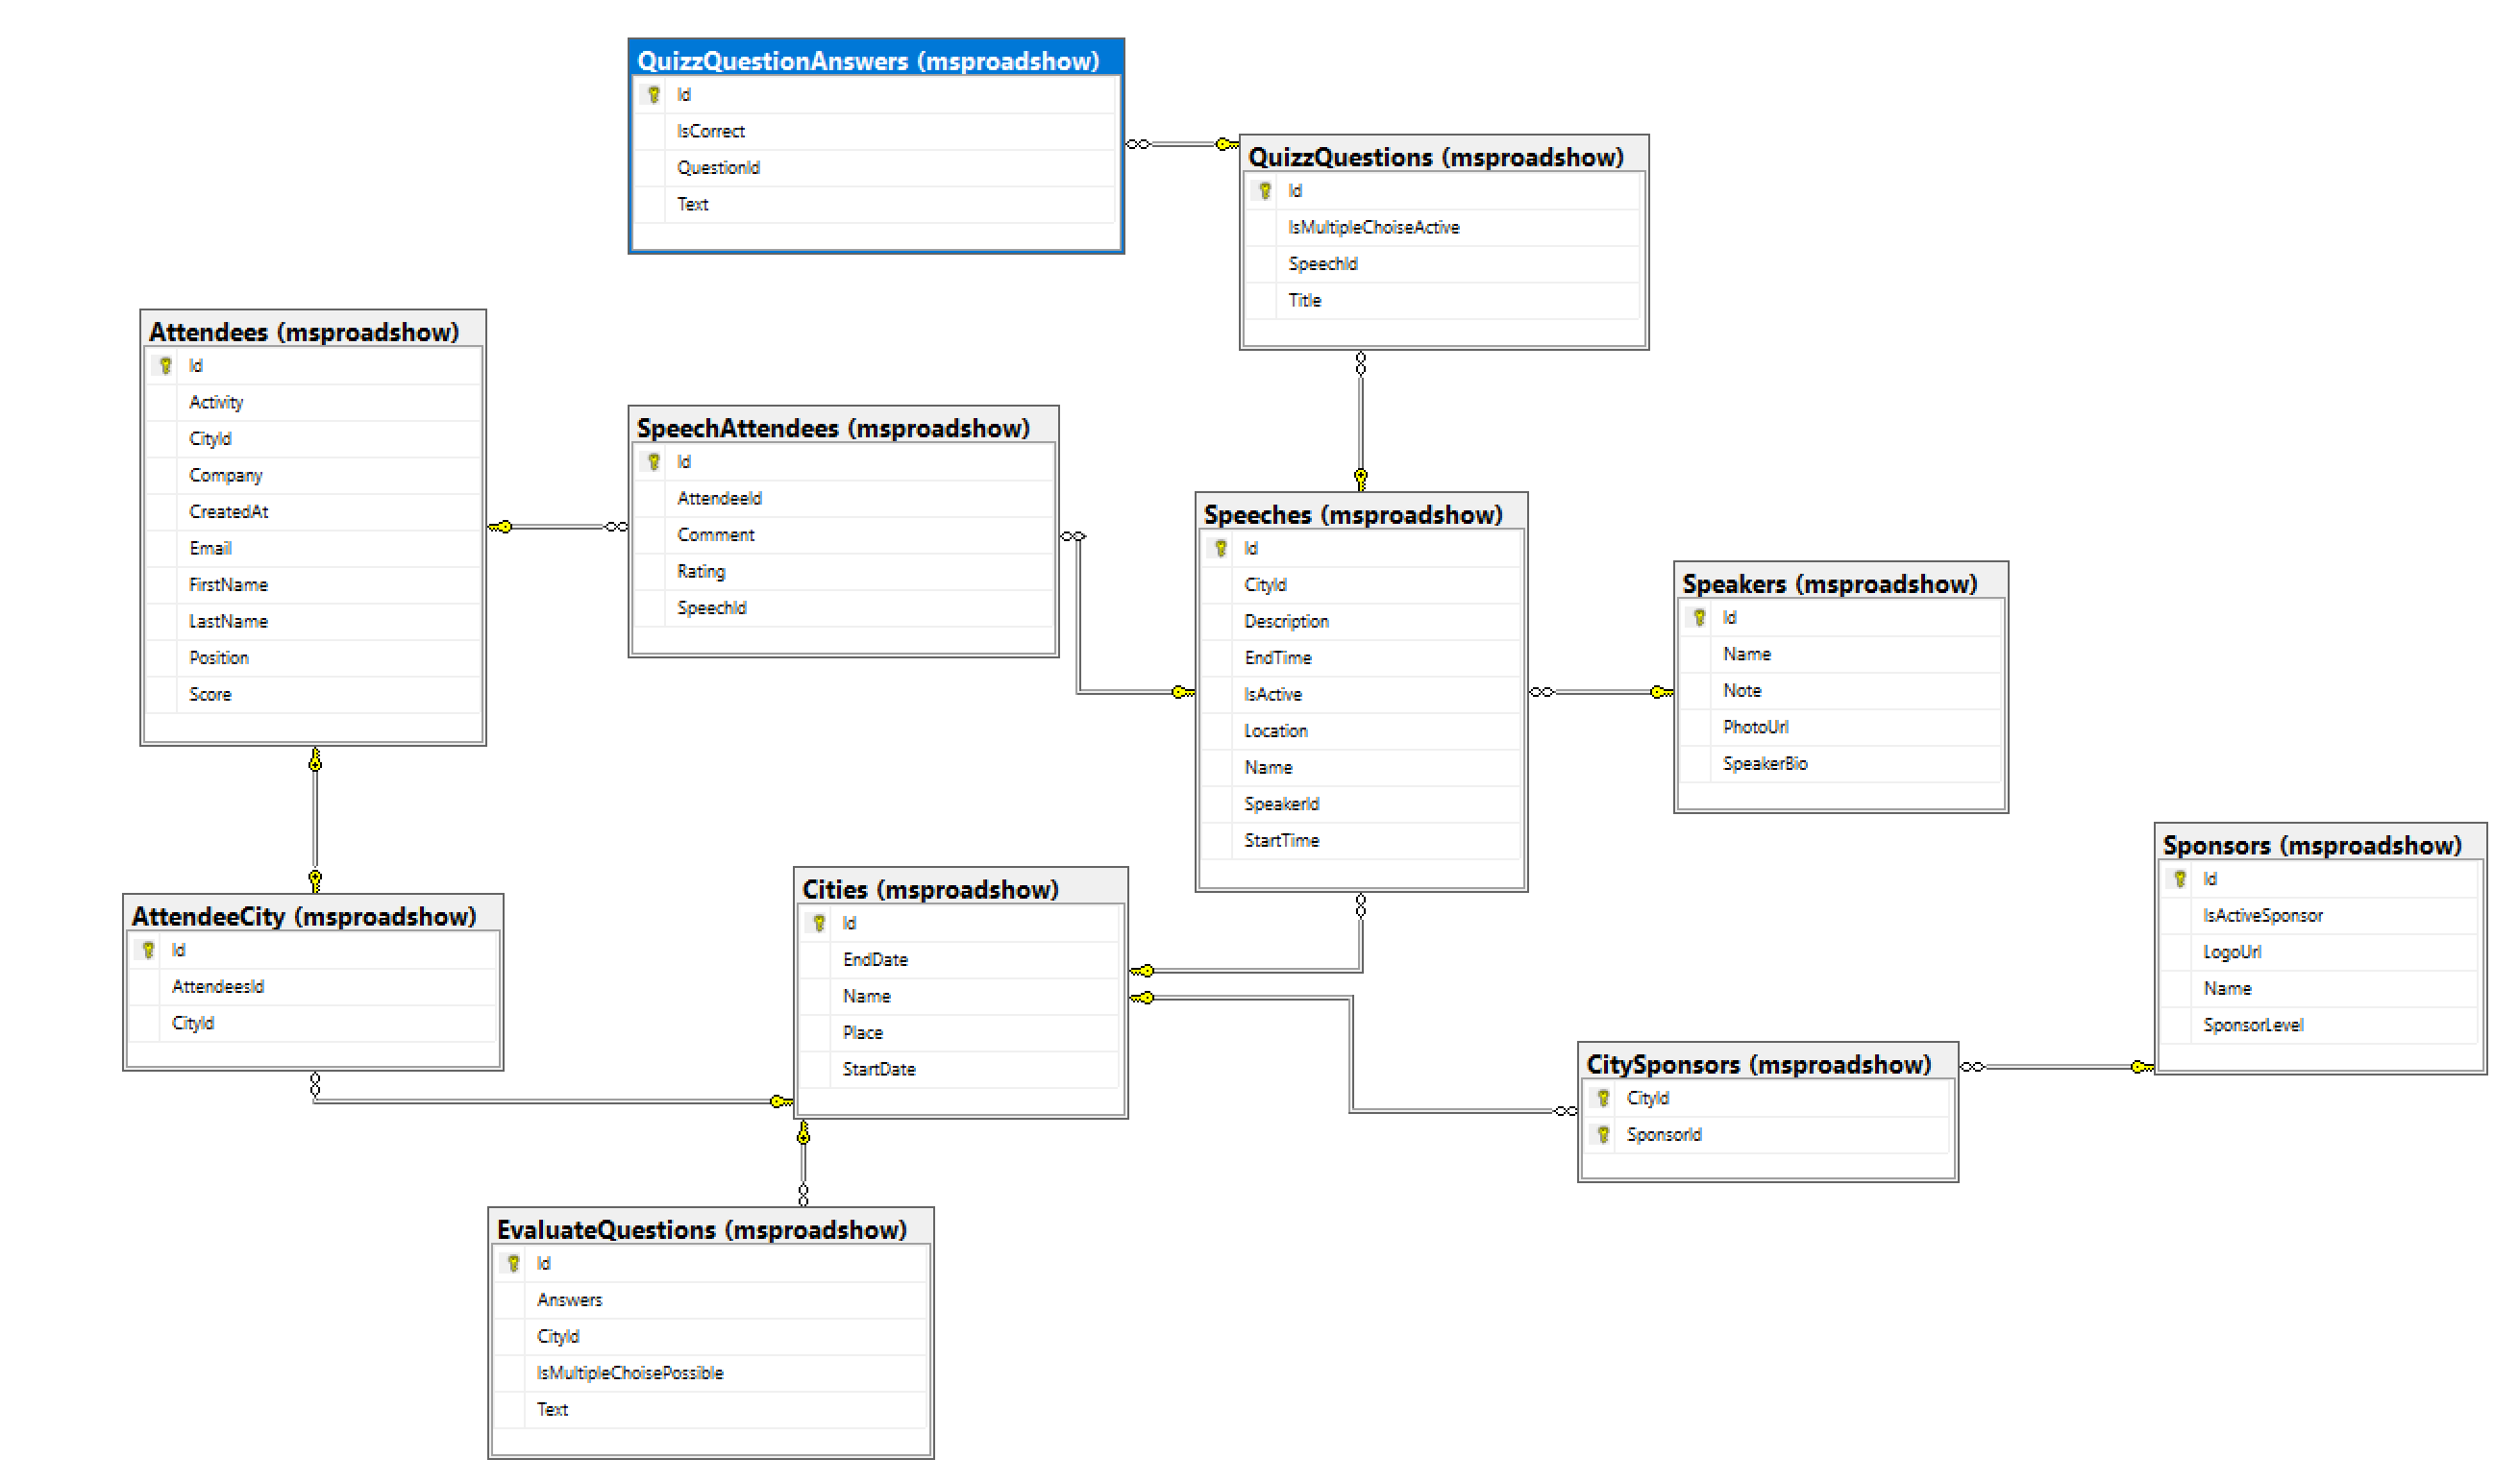 QuizzQuestionAnswers (msproadshow)
Id
IsCorrect
QuestionId
Text
QuizzQuestions (msproadshow)
Id
IsMultipleChoiseActive
SpeechId
Title
Attendees (msproadshow)
Id
Activity
CityId
Company
CreatedAt
Email
FirstName
LastName
Position
Score
SpeechAttendees (msproadshow)
Id
AttendeeId
Comment
Rating
SpeechId
Speeches (msproadshow)
Id
CityId
Description
EndTime
IsActive
Location
Name
SpeakerId
StartTime
Speakers (msproadshow)
Id
Name
Note
PhotoUrl
SpeakerBio
Sponsors (msproadshow)
Id
IsActiveSponsor
LogoUrl
Name
SponsorLevel
AttendeeCity (msproadshow)
Id
AttendeesId
CityId
Cities (msproadshow)
Id
EndDate
Name
Place
StartDate
CitySponsors (msproadshow)
CityId
SponsorId
EvaluateQuestions (msproadshow)
Id
Answers
CityId
IsMultipleChoisePossible
Text